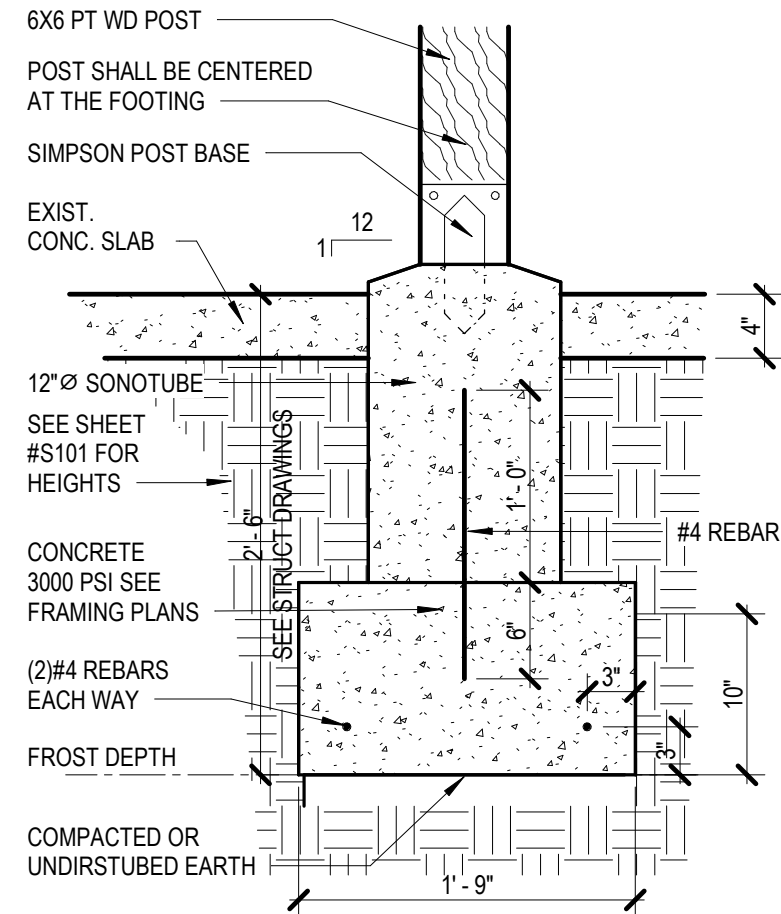 6X6 PT WD POST
POST SHALL BE CENTERED
AT THE FOOTING
SIMPSON POST BASE
12
1
EXIST.
CONC. SLAB
4"
12"Ø SONOTUBE
SEE SHEET
#S101 FOR
HEIGHTS
2' - 6"
SEE STRUCT DRAWINGS
1' - 0"
#4 REBAR
CONCRETE
3000 PSI SEE
FRAMING PLANS
6"
(2)#4 REBARS
EACH WAY
3"
3"
10"
FROST DEPTH
COMPACTED OR
UNDIRSTUBED EARTH
1' - 9"